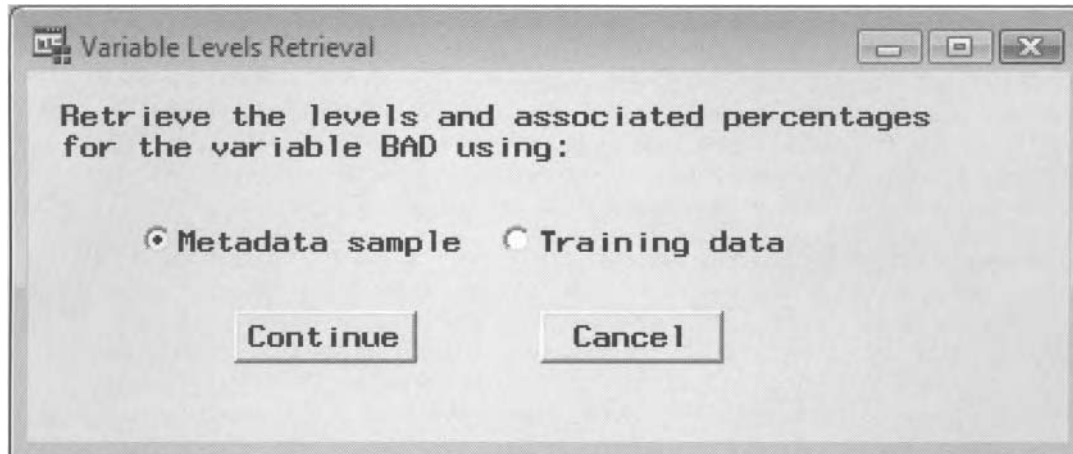 Variable Levels Retrieval
Retrieve the levels and associated percentages
for the variable BAD using:
Metadata sample Training data
Continue Cancel